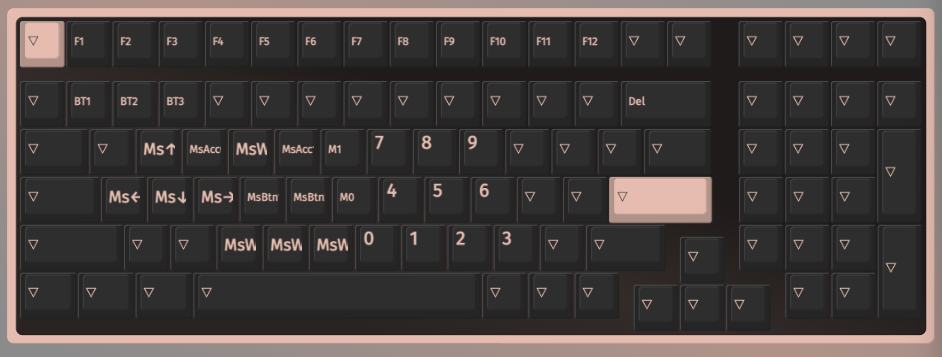 ▽ F1 F2 F3 F4 F5 F6 F7 F8 F9 F10 F11 F12 ▽ ▽ ▽ ▽ ▽ ▽
▽ BT1 BT2 BT3 ▽ ▽ ▽ ▽ ▽ ▽ ▽ ▽ ▽ Del ▽ ▽ ▽ ▽
▽ ▽ Ms↑ MsAcc MsW MsAcc M1 7 8 9 ▽ ▽ ▽ ▽ ▽ ▽ ▽ ▽
▽ Ms← Ms↓ Ms→ MsBtn MsBtn M0 4 5 6 ▽ ▽ ▽ ▽ ▽ ▽
▽ ▽ ▽ MsW MsW MsW 0 1 2 3 ▽ ▽ ▽ ▽ ▽ ▽ ▽
▽ ▽ ▽ ▽ ▽ ▽ ▽ ▽ ▽ ▽ ▽ ▽